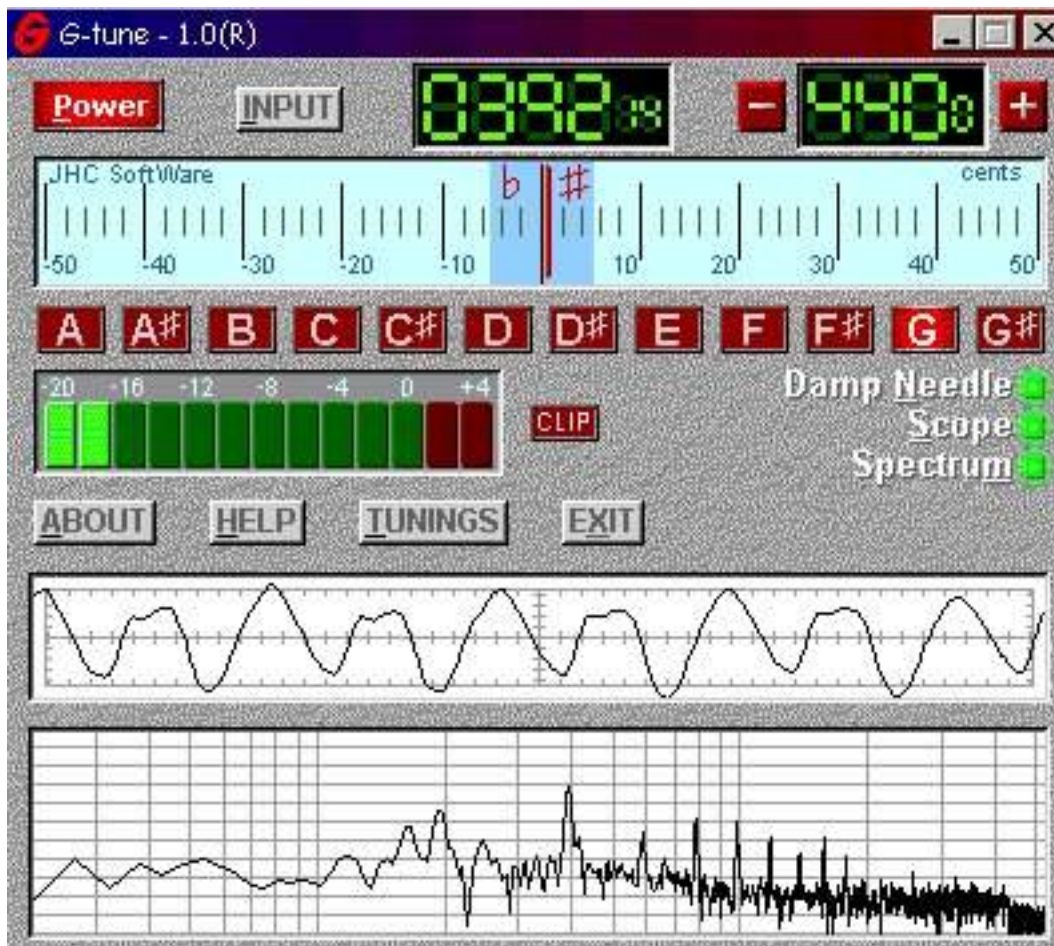 G-tune - 1.0(R)
Power INPUT 0392 19 - 440 0 +
JHC SoftWare ♭ ♯ cents
-50 -40 -30 -20 -10 10 20 30 40 50
A A♯ B C C♯ D D♯ E F F♯ G G♯
-20 -16 -12 -8 -4 0 +4
CLIP
Damp Needle
Scope
Spectrum
ABOUT HELP TUNINGS EXIT